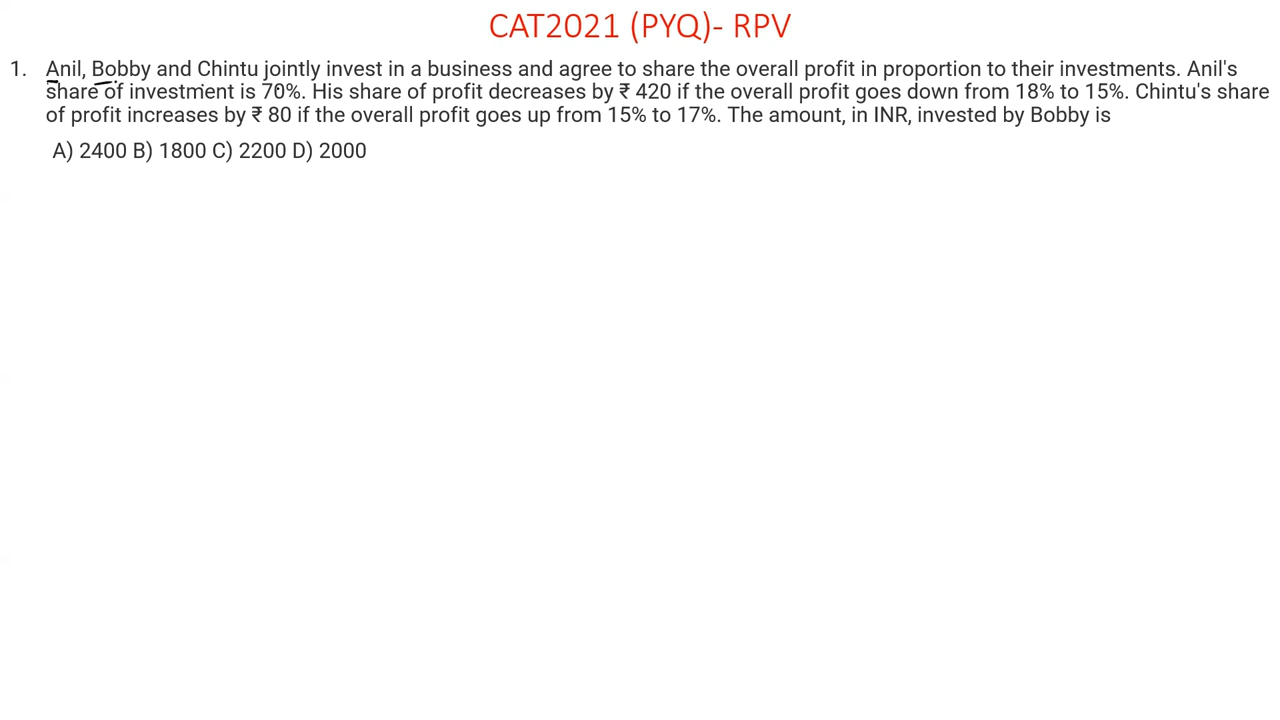 CAT2021 (PYQ)- RPV
1. Anil, Bobby and Chintu jointly invest in a business and agree to share the overall profit in proportion to their investments. Anil's
share of investment is 70%. His share of profit decreases by ₹ 420 if the overall profit goes down from 18% to 15%. Chintu's share
of profit increases by ₹ 80 if the overall profit goes up from 15% to 17%. The amount, in INR, invested by Bobby is
A) 2400 B) 1800 C) 2200 D) 2000